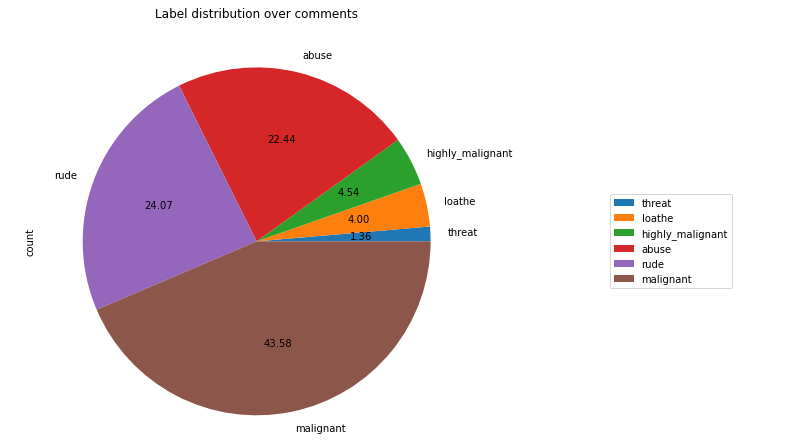 Label distribution over comments
abuse
rude
highly_malignant
loathe
threat
malignant
22.44
24.07
4.54
4.00
1.36
43.58
count
threat
loathe
highly_malignant
abuse
rude
malignant